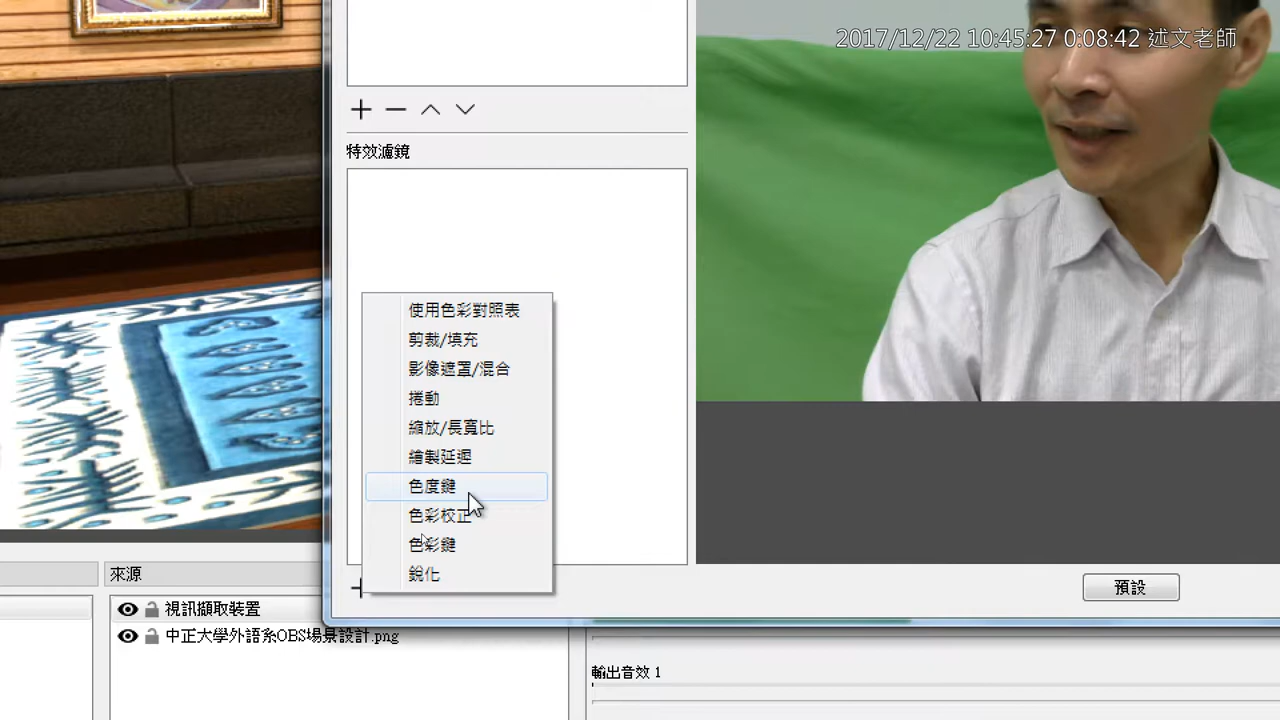 2017/12/22 10:45:27 0:08:42 述文老師
特效濾鏡
使用色彩對照表
剪裁/填充
影像遮罩/混合
捲動
縮放/長寬比
繪製延遲
色度鍵
色彩校正
色彩鍵
銳化
預設
來源
視訊擷取裝置
中正大學外語系OBS場景設計.png
輸出音效 1